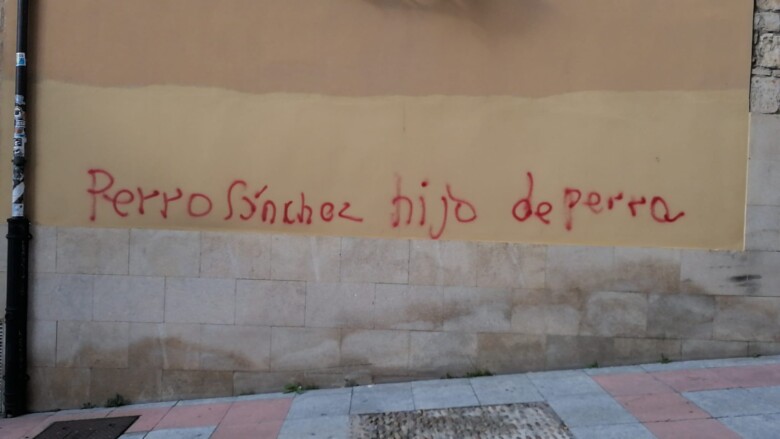 Perro Sánchez hijo de perra